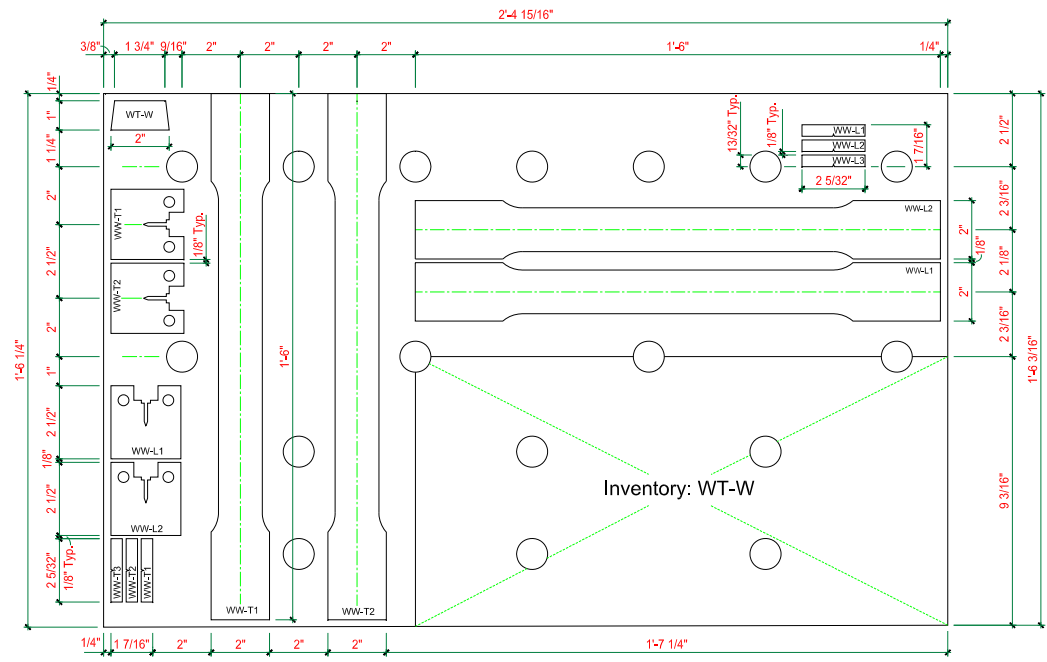 2'-4 15/16"
3/8"
1 3/4"
9/16"
2"
2"
2"
2"
1'-6"
1/4"
1/4"
1"
1 1/4"
2"
2 1/2"
2"
1"
2 1/2"
1/8"
2 1/2"
2 5/32"
1/8" Typ.
1'-6 1/4"
WT-W
2"
WW-T1
WW-T2
1/8" Typ.
WW-L1
WW-L2
WW-T3
WW-T2
WW-T1
1'-6"
WW-T1
WW-T2
13/32" Typ.
1/8" Typ.
WW-L1
WW-L2
WW-L3
1 7/16"
2 5/32"
WW-L2
WW-L1
2"
1/8"
2"
2 1/2"
2 3/16"
2 1/8"
2 3/16"
9 3/16"
1'-6 3/16"
Inventory: WT-W
1/4"
1 7/16"
2"
2"
2"
2"
1'-7 1/4"